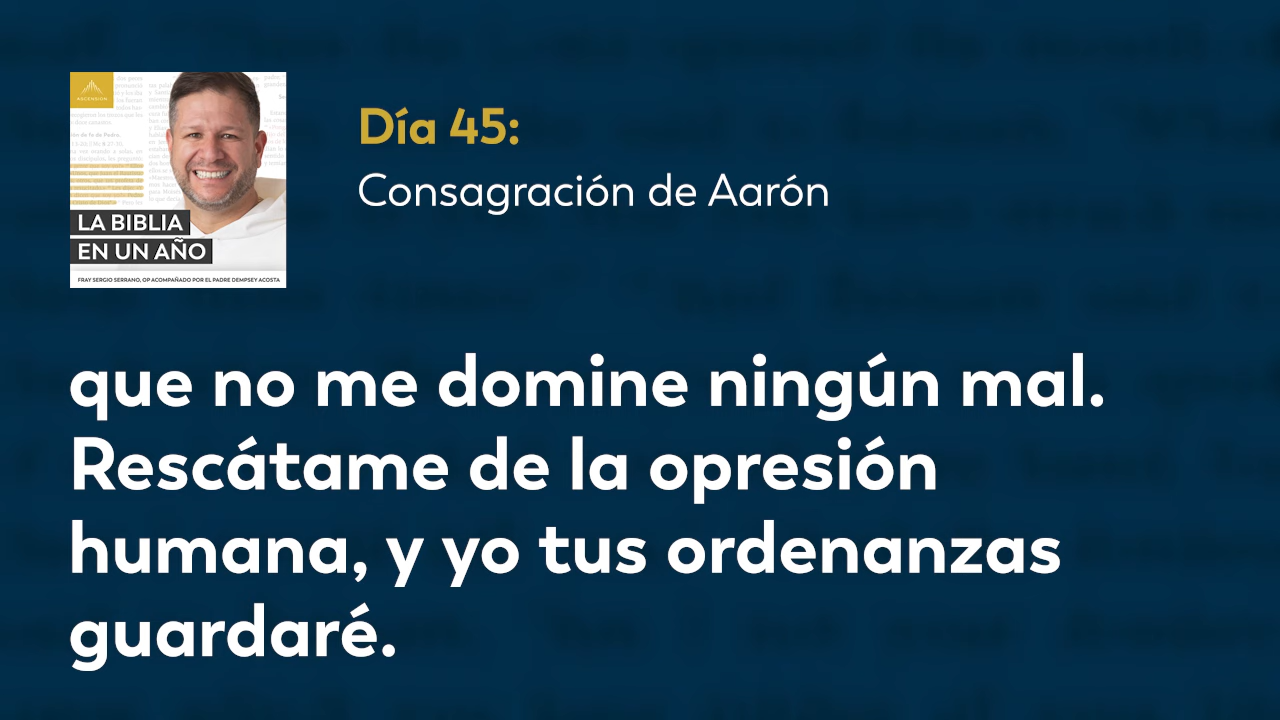 ASCENSION
Día 45:
Consagración de Aarón
LA BIBLIA
EN UN AÑO
FRAY SERGIO SERRANO, OP ACOMPAÑADO POR EL PADRE DEMPSEY ACOSTA
que no me domine ningún mal.
Rescátame de la opresión
humana, y yo tus ordenanzas
guardaré.